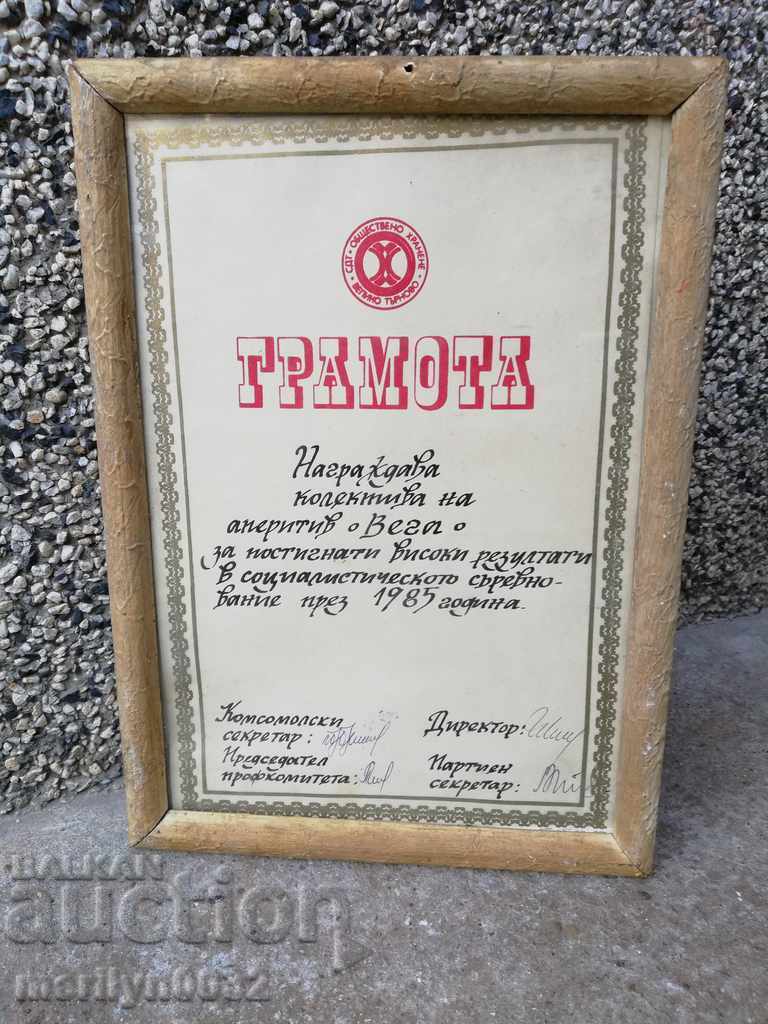 СДТ • ОБЩЕСТВЕНО ХРАНЕНЕ • ВЕЛИКО ТЪРНОВО
ГРАМОТА
Награждава
колектива на
аперитив "Вега"
за постигнати високи резултати
в социалистическото съревно-
вание през 1985 година.
Комсомолски
секретар:
Директор:
Председател
профкомитета:
Партиен
секретар:
BALKAN
auction
merilyn0032